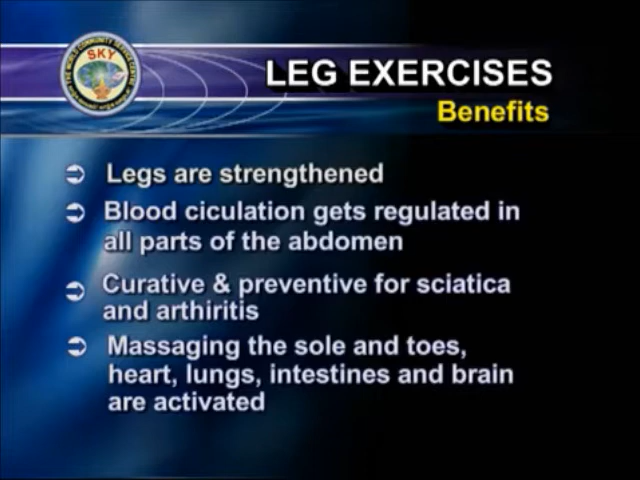 SKY
LEG EXERCISES
Benefits
Legs are strengthened
Blood ciculation gets regulated in
all parts of the abdomen
Curative & preventive for sciatica
and arthiritis
Massaging the sole and toes,
heart, lungs, intestines and brain
are activated